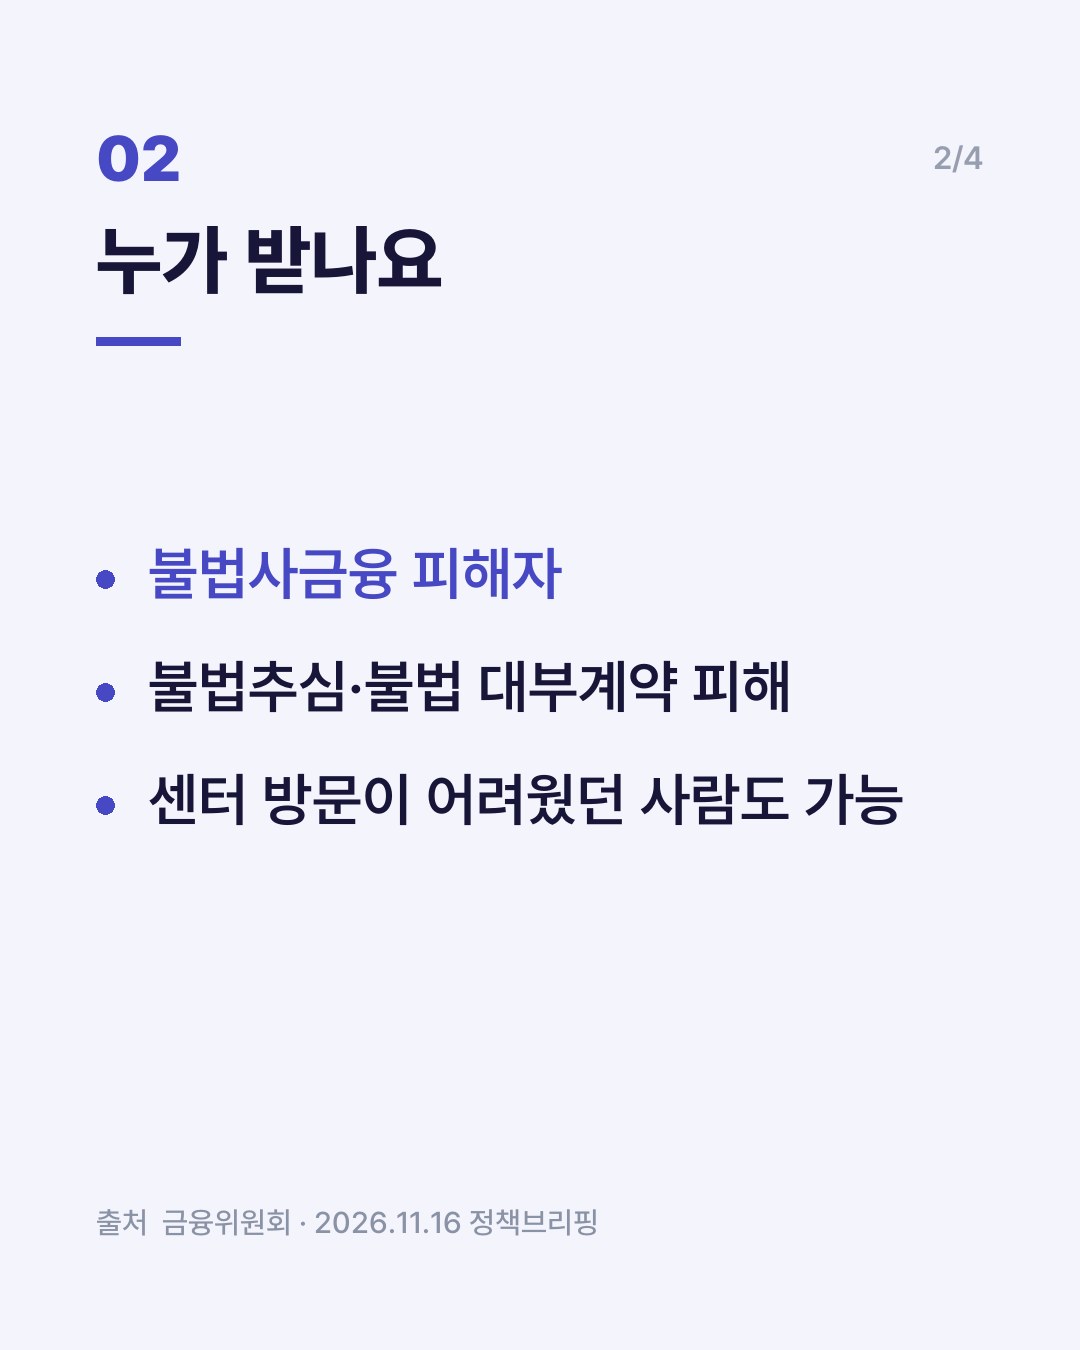 02
2/4
누가 받나요
불법사금융 피해자
불법추심·불법 대부계약 피해
센터 방문이 어려웠던 사람도 가능
출처 금융위원회 · 2026.11.16 정책브리핑